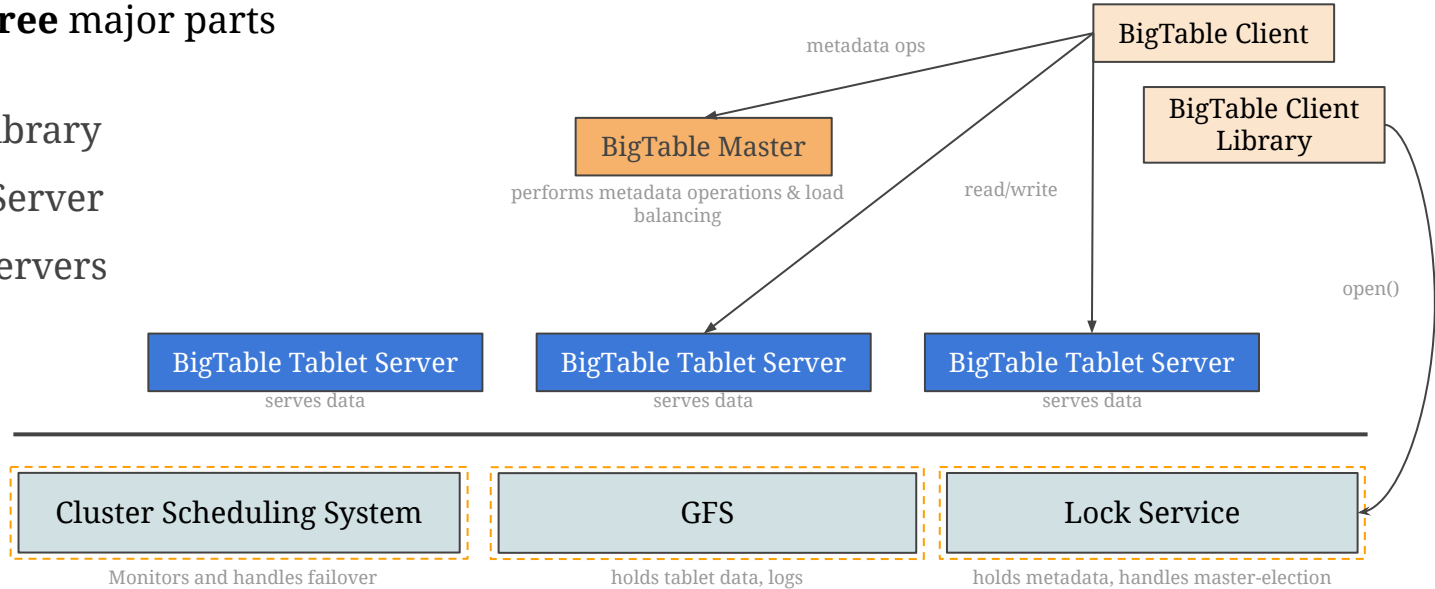 ree major parts
brary
Server
ervers
BigTable Client
metadata ops
BigTable Client
Library
BigTable Master
performs metadata operations & load
balancing
read/write
open()
BigTable Tablet Server
BigTable Tablet Server
BigTable Tablet Server
serves data
serves data
serves data
Cluster Scheduling System
GFS
Lock Service
Monitors and handles failover
holds tablet data, logs
holds metadata, handles master-election